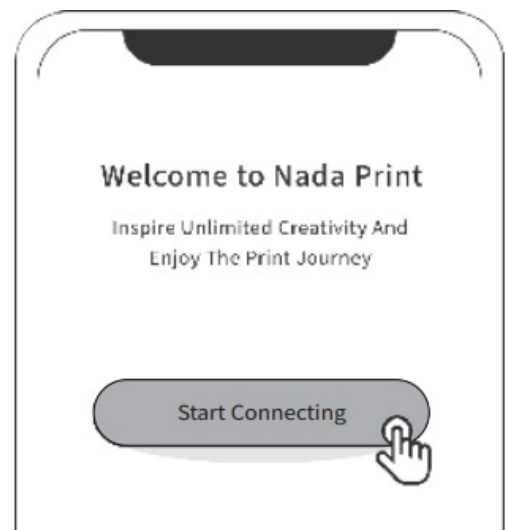 Welcome to Nada Print
Inspire Unlimited Creativity And
Enjoy The Print Journey
Start Connecting